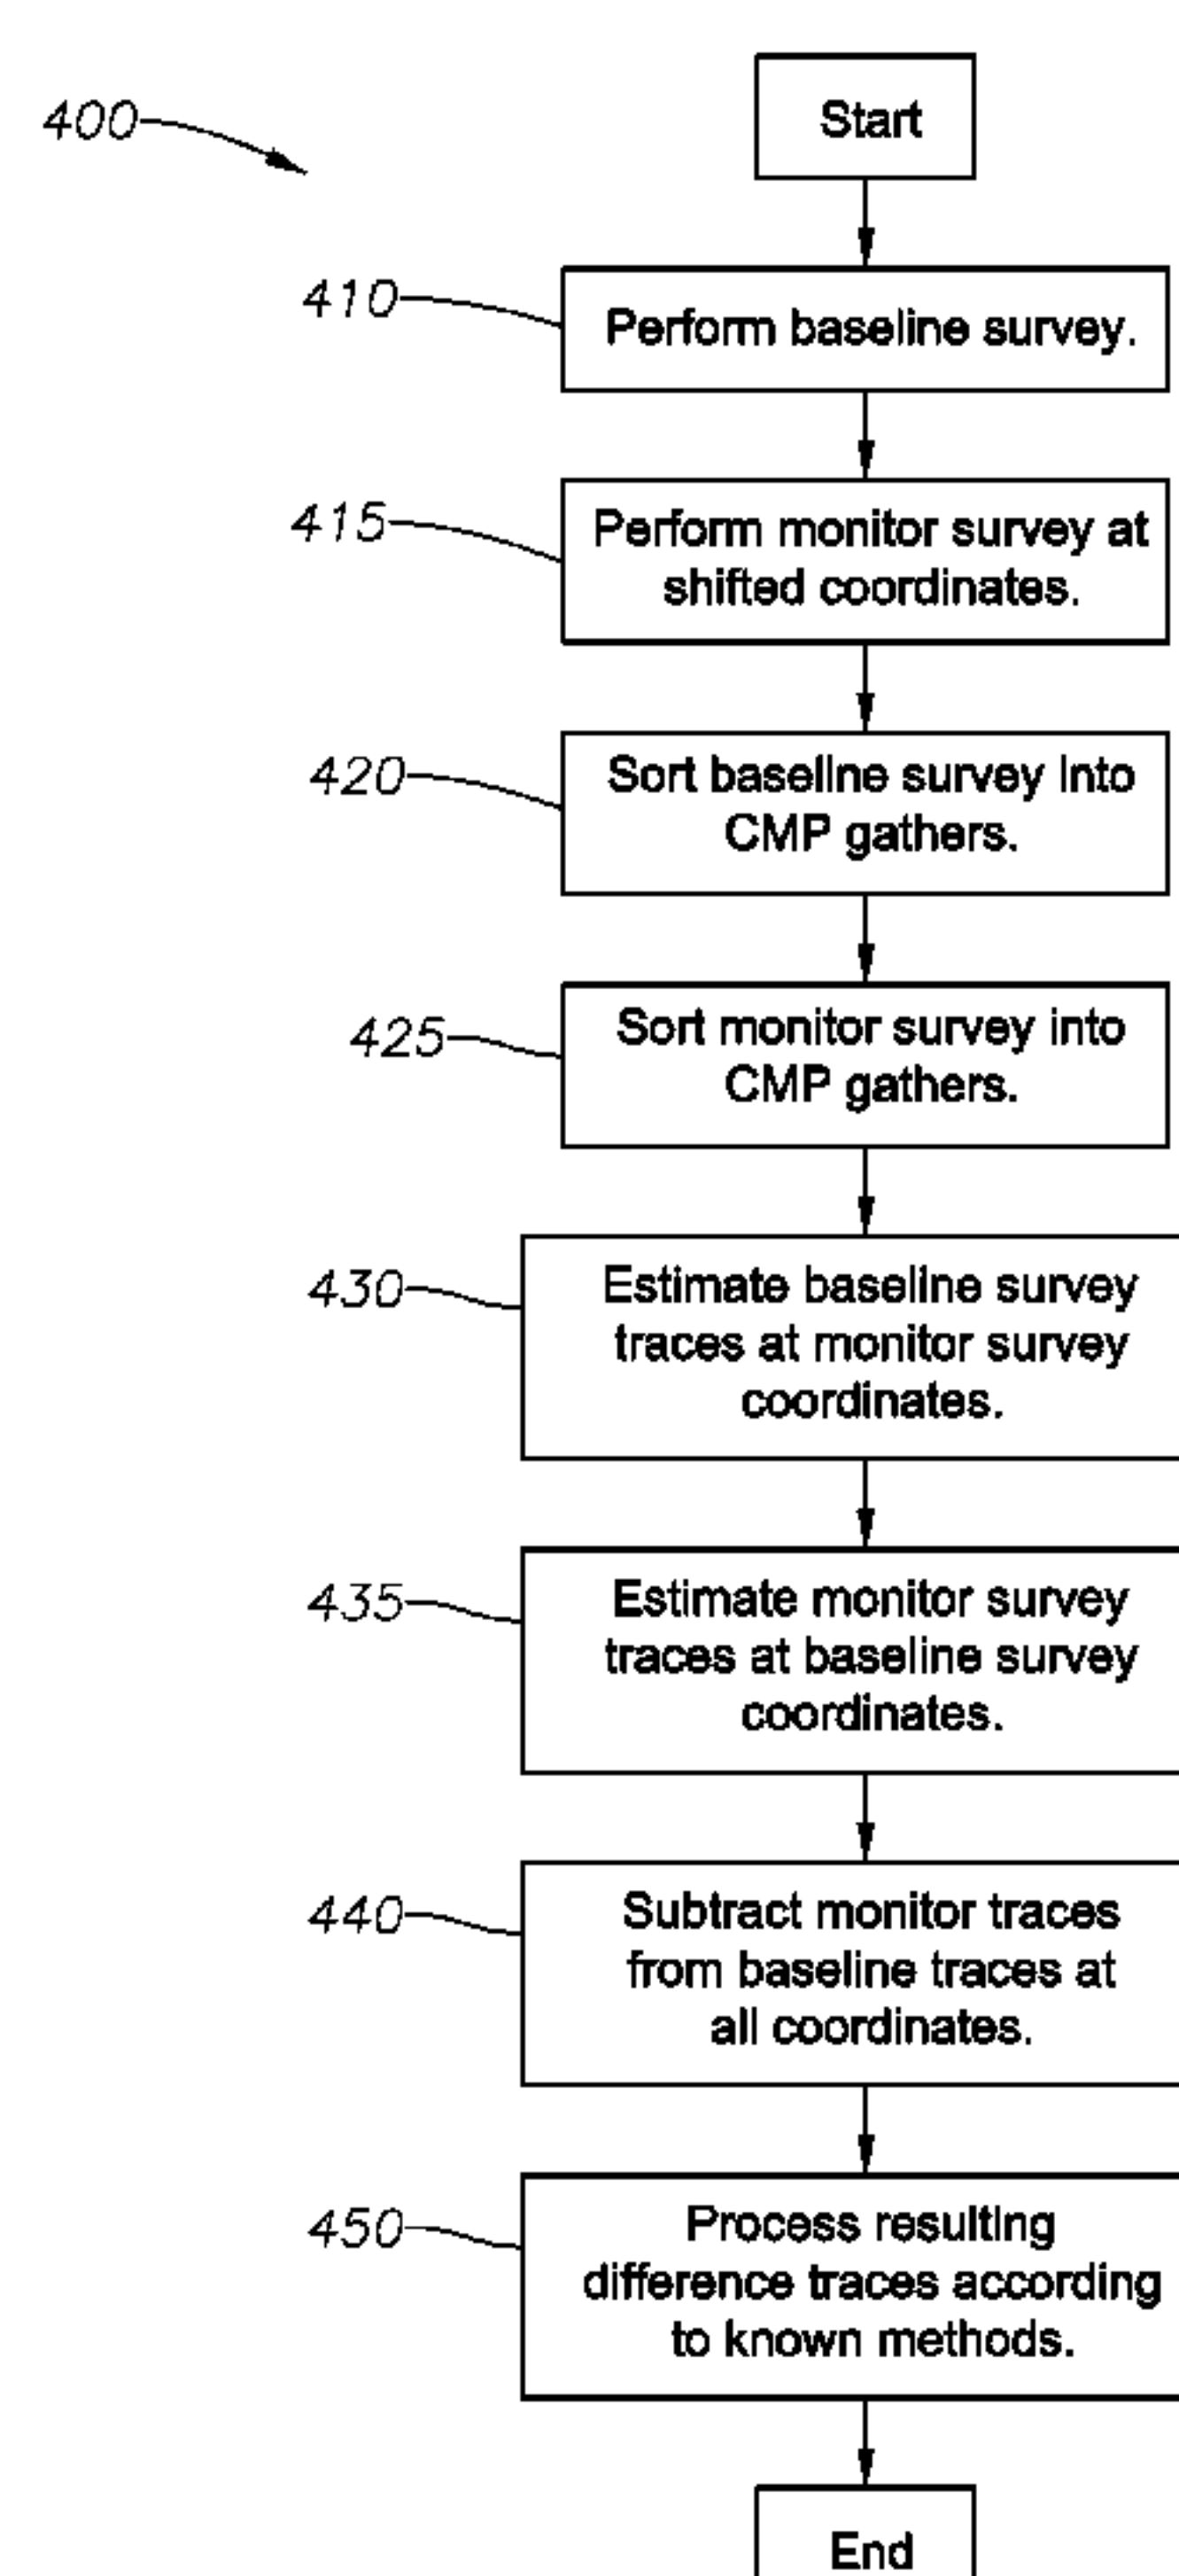 400
Start
410
Perform baseline survey.
415
Perform monitor survey at
shifted coordinates.
420
Sort baseline survey into
CMP gathers.
425
Sort monitor survey into
CMP gathers.
430
Estimate baseline survey
traces at monitor survey
coordinates.
435
Estimate monitor survey
traces at baseline survey
coordinates.
440
Subtract monitor traces
from baseline traces at
all coordinates.
450
Process resulting
difference traces according
to known methods.
End